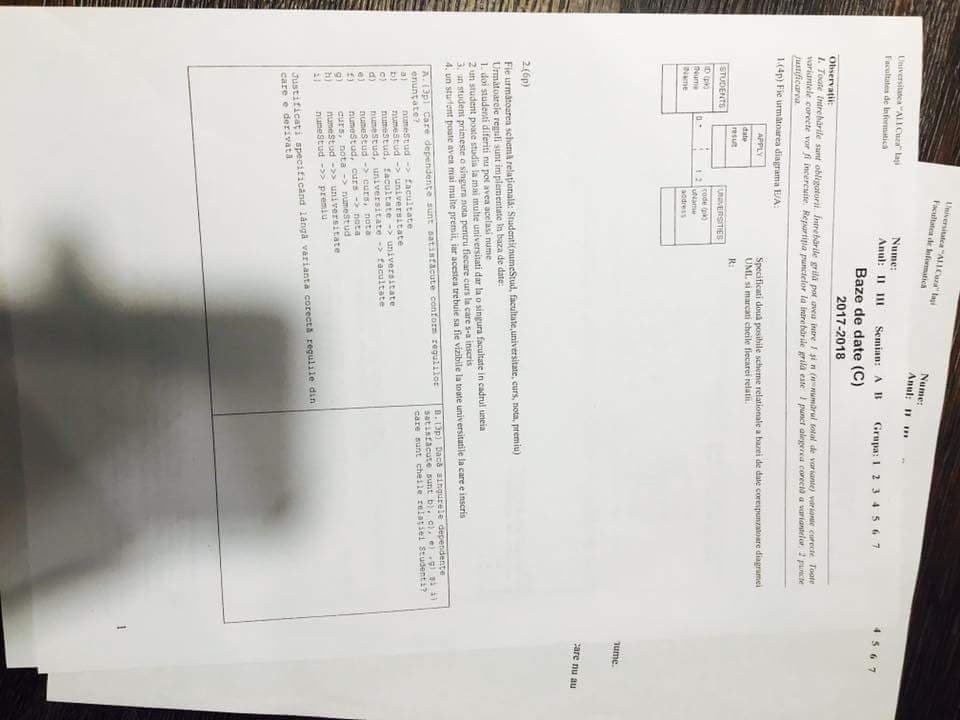 Universitatea "Al.I.Cuza" Iaşi
Facultatea de Informatică
Nume:
Anul: II III
4 5 6 7
nume.
care nu au
Universitatea "Al.I.Cuza" Iaşi
Facultatea de Informatică
Nume:
Anul: II III Semian: A B Grupa: 1 2 3 4 5 6 7
Baze de date (C)
2017-2018
Observaţii:
1. Toate întrebările sunt obligatorii. Întrebările grilă pot avea între 1 şi n (n=numărul total de variante) variante corecte. Toate
variantele corecte vor fi încercuite. Repartiţia punctelor la întrebările grilă este: 1 punct alegerea corectă a variantelor, 2 puncte
justificarea.
1.(4p) Fie următoarea diagrama E/A:
Specificati două posibile scheme relationale a bazei de date corespunzatoare diagramei
UML si marcati cheile fiecarei relatii.
R:
APPLY
date
result
STUDENTS
ID (pk)
fName
lName
0..*
1..2
UNIVERSITIES
code (pk)
uName
address
2.(6p)
Fie următoarea schemă relaţională: Studenti(numeStud, facultate,universitate, curs, nota, premiu)
Următoarele reguli sunt implementate în baza de date:
1. doi studenti diferiti nu pot avea acelasi nume
2 un student poate studia la mai multe universitati dar la o singura facultate in cadrul uneia
3. un student primeste o singura nota pentru fiecare curs la care s-a inscris
4. un student poate avea mai multe premii, iar acestea trebuie sa fie vizibile la toate universitatile la care e inscris
A.(3p) Care dependenţe sunt satisfăcute conform regulilor
enunţate?
a) numeStud -> facultate
b) numeStud -> universitate
c) numeStud, facultate -> universitate
d) numeStud, universitate -> facultate
e) numeStud -> curs, nota
f) numeStud, curs -> nota
g) curs, nota -> numeStud
h) numeStud ->> universitate
i) numeStud ->> premiu
Justificaţi specificând lângă varianta corectă regulile din
care e derivată
B.(3p) Dacă singurele dependenţe
satisfăcute sunt b), c), e) ,g) şi i)
care sunt cheile relaţiei Studenti?
1